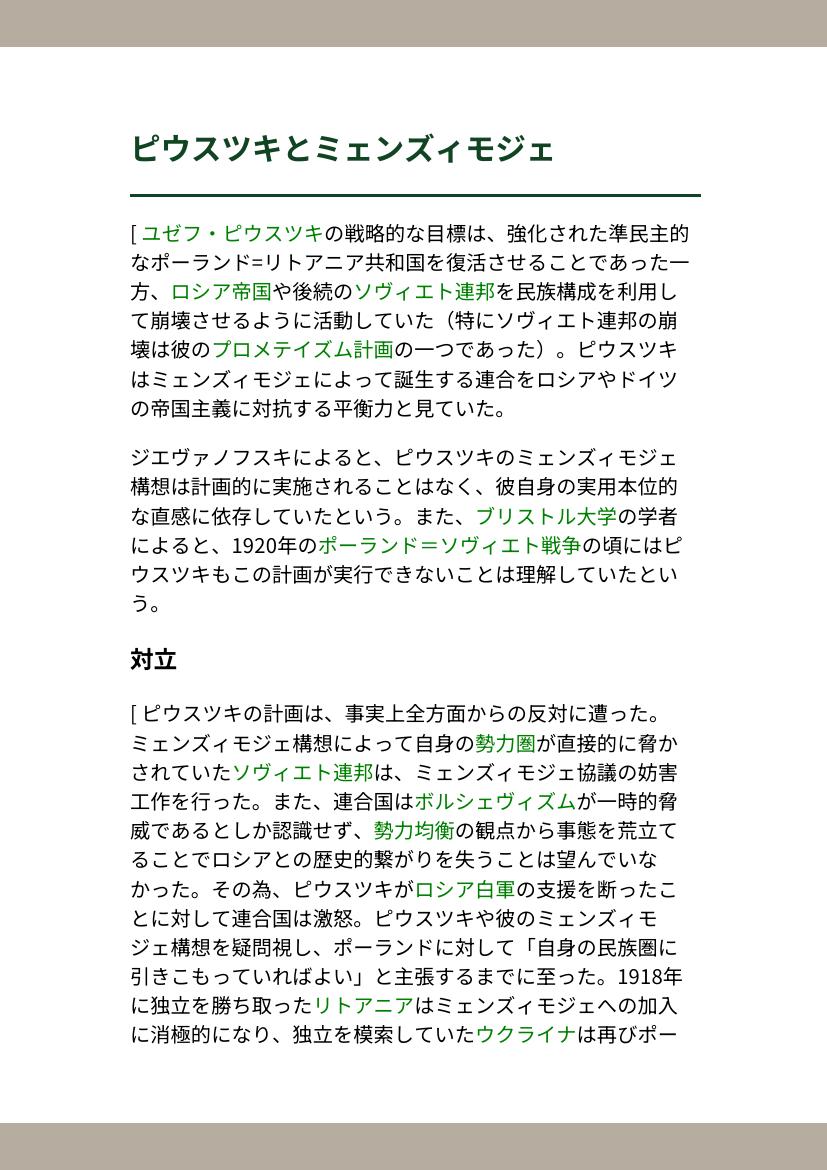 ピウスツキとミェンズィモジェ
[ ユゼフ・ピウスツキの戦略的な目標は、強化された準民主的
なポーランド=リトアニア共和国を復活させることであった一
方、ロシア帝国や後続のソヴィエト連邦を民族構成を利用し
て崩壊させるように活動していた（特にソヴィエト連邦の崩
壊は彼のプロメテイズム計画の一つであった）。ピウスツキ
はミェンズィモジェによって誕生する連合をロシアやドイツ
の帝国主義に対抗する平衡力と見ていた。
ジエヴァノフスキによると、ピウスツキのミェンズィモジェ
構想は計画的に実施されることはなく、彼自身の実用本位的
な直感に依存していたという。また、ブリストル大学の学者
によると、1920年のポーランド＝ソヴィエト戦争の頃にはピ
ウスツキもこの計画が実行できないことは理解していたとい
う。
対立
[ ピウスツキの計画は、事実上全方面からの反対に遭った。
ミェンズィモジェ構想によって自身の勢力圏が直接的に脅か
されていたソヴィエト連邦は、ミェンズィモジェ協議の妨害
工作を行った。また、連合国はボルシェヴィズムが一時的脅
威であるとしか認識せず、勢力均衡の観点から事態を荒立て
ることでロシアとの歴史的繋がりを失うことは望んでいな
かった。その為、ピウスツキがロシア白軍の支援を断ったこ
とに対して連合国は激怒。ピウスツキや彼のミェンズィモ
ジェ構想を疑問視し、ポーランドに対して「自身の民族圏に
引きこもっていればよい」と主張するまでに至った。1918年
に独立を勝ち取ったリトアニアはミェンズィモジェへの加入
に消極的になり、独立を模索していたウクライナは再びポー